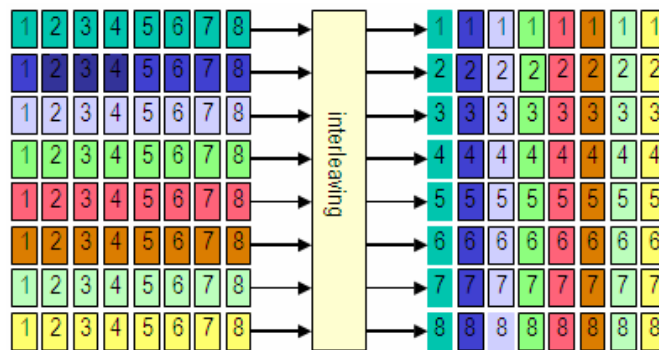 1 2 3 4 5 6 7 8 1 1 1 1 1 1 1 1
1 2 3 4 5 6 7 8 2 2 2 2 2 2 2 2
1 2 3 4 5 6 7 8 3 3 3 3 3 3 3 3
1 2 3 4 5 6 7 8 4 4 4 4 4 4 4 4
1 2 3 4 5 6 7 8 5 5 5 5 5 5 5 5
1 2 3 4 5 6 7 8 6 6 6 6 6 6 6 6
1 2 3 4 5 6 7 8 7 7 7 7 7 7 7 7
1 2 3 4 5 6 7 8 8 8 8 8 8 8 8 8
interleaving